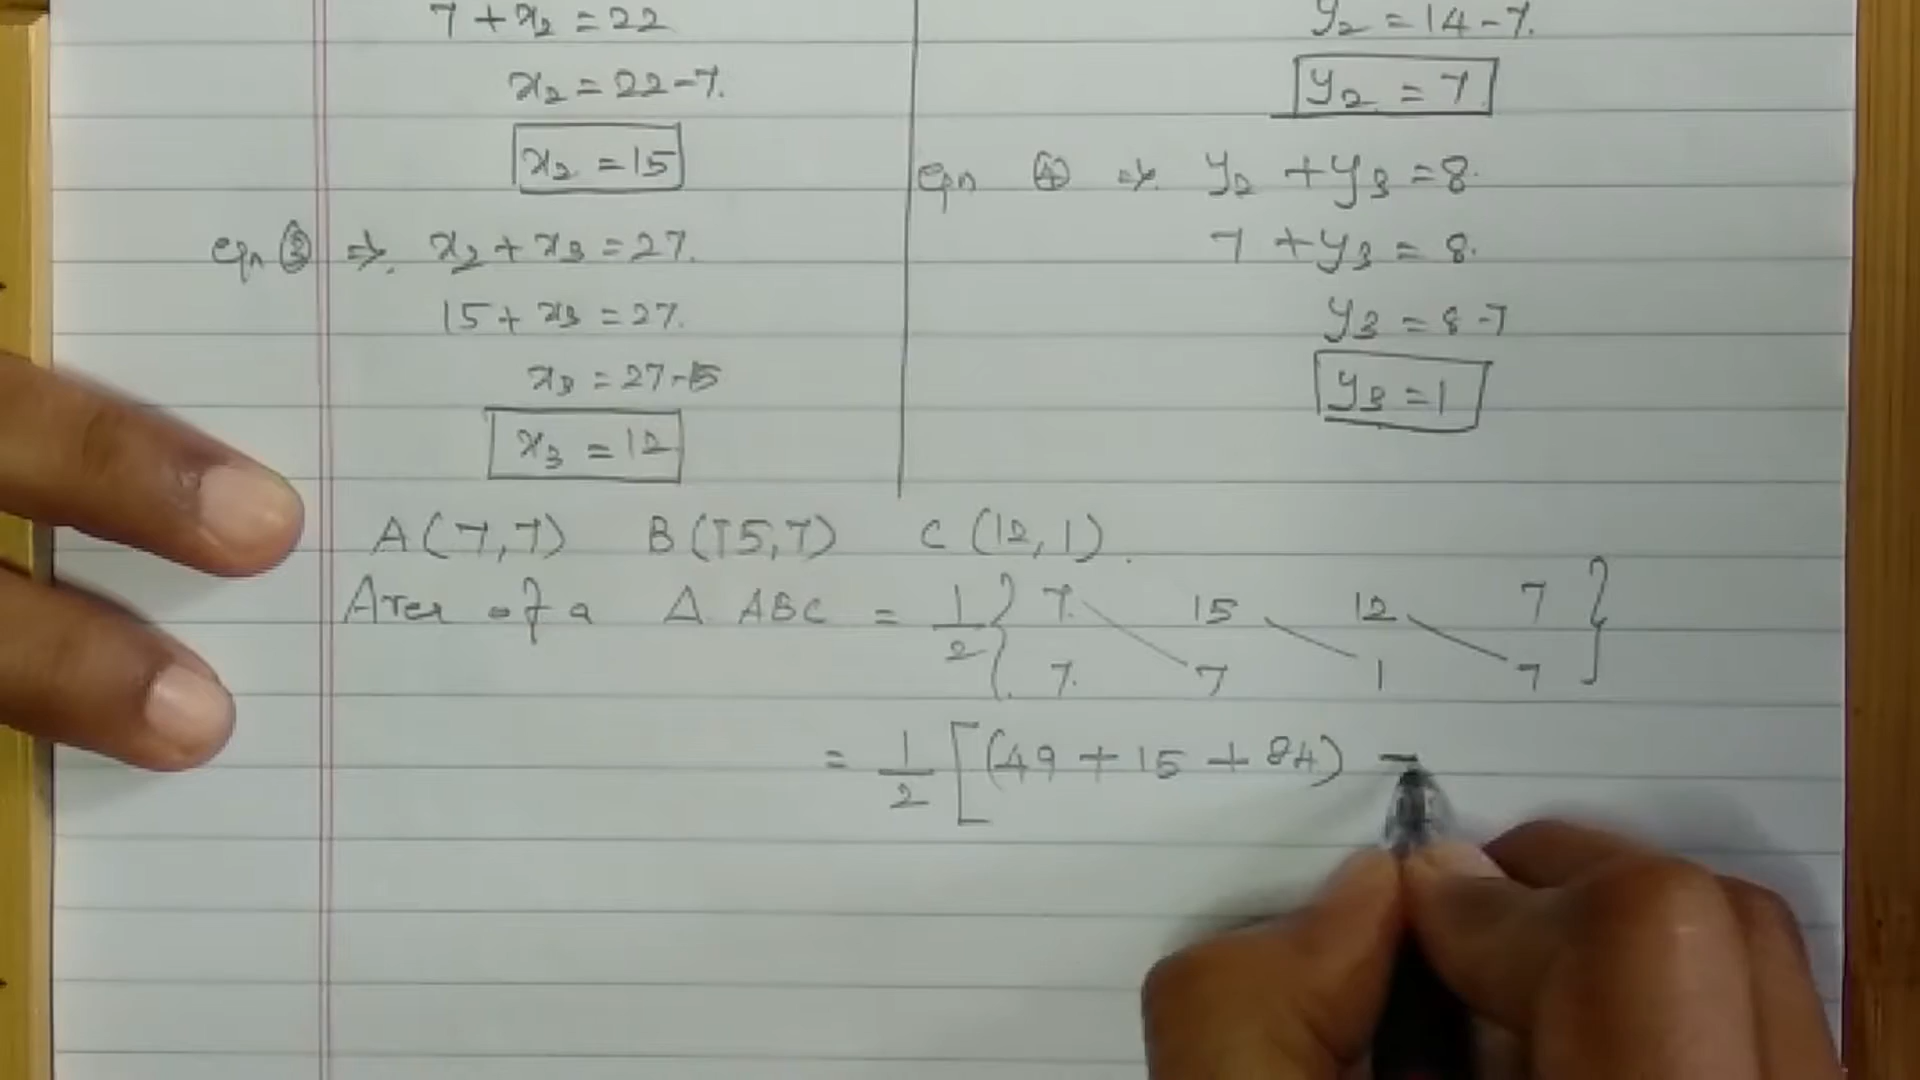 7 + x₂ = 22
x₂ = 22-7.
x₂ = 15
eqn ③ ⇒. x₂ + x₃ = 27.
15 + x₃ = 27.
x₃ = 27-15
x₃ = 12
y₂ = 14-7.
y₂ = 7.
eqn ④ ⇒. y₂ + y₃ = 8.
7 + y₃ = 8.
y₃ = 8-7
y₃ = 1
A(7,7) B(15,7) C(12,1).
Area of a Δ ABC = 1/2 { 7. 15 12 7 }
7. 7 1 7
= 1/2 [(49 + 15 + 84) -